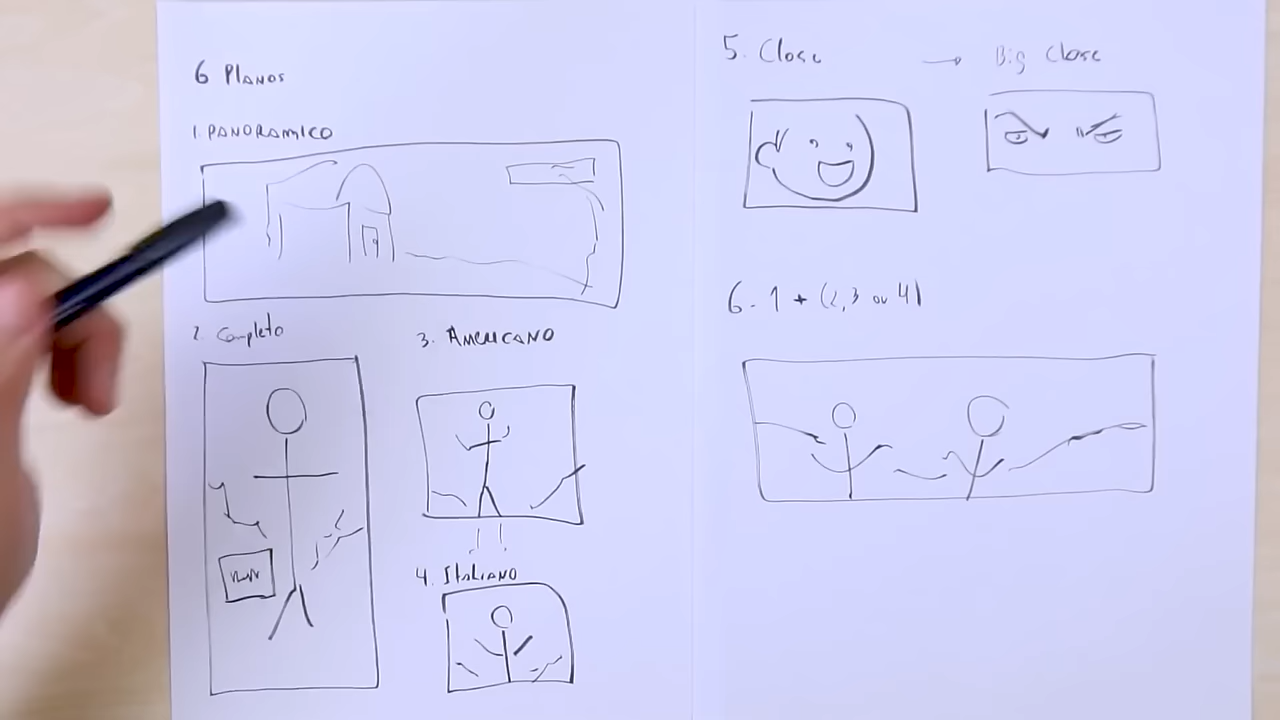 6 Planos
1. PANORAMICO
2. Completo
3. AMERICANO
4. Italiano
5. Close → Big Close
6. 1 + (2, 3 ou 4)